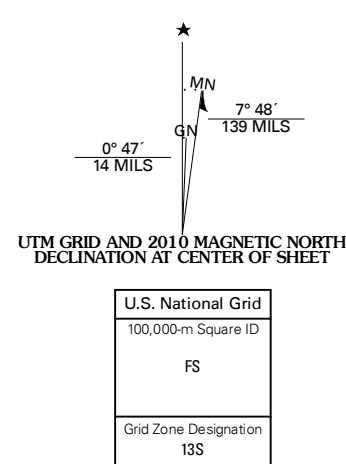 MN
7° 48´
139 MILS
GN
0° 47´
14 MILS
UTM GRID AND 2010 MAGNETIC NORTH
DECLINATION AT CENTER OF SHEET
U.S. National Grid
100,000-m Square ID
FS
Grid Zone Designation
13S